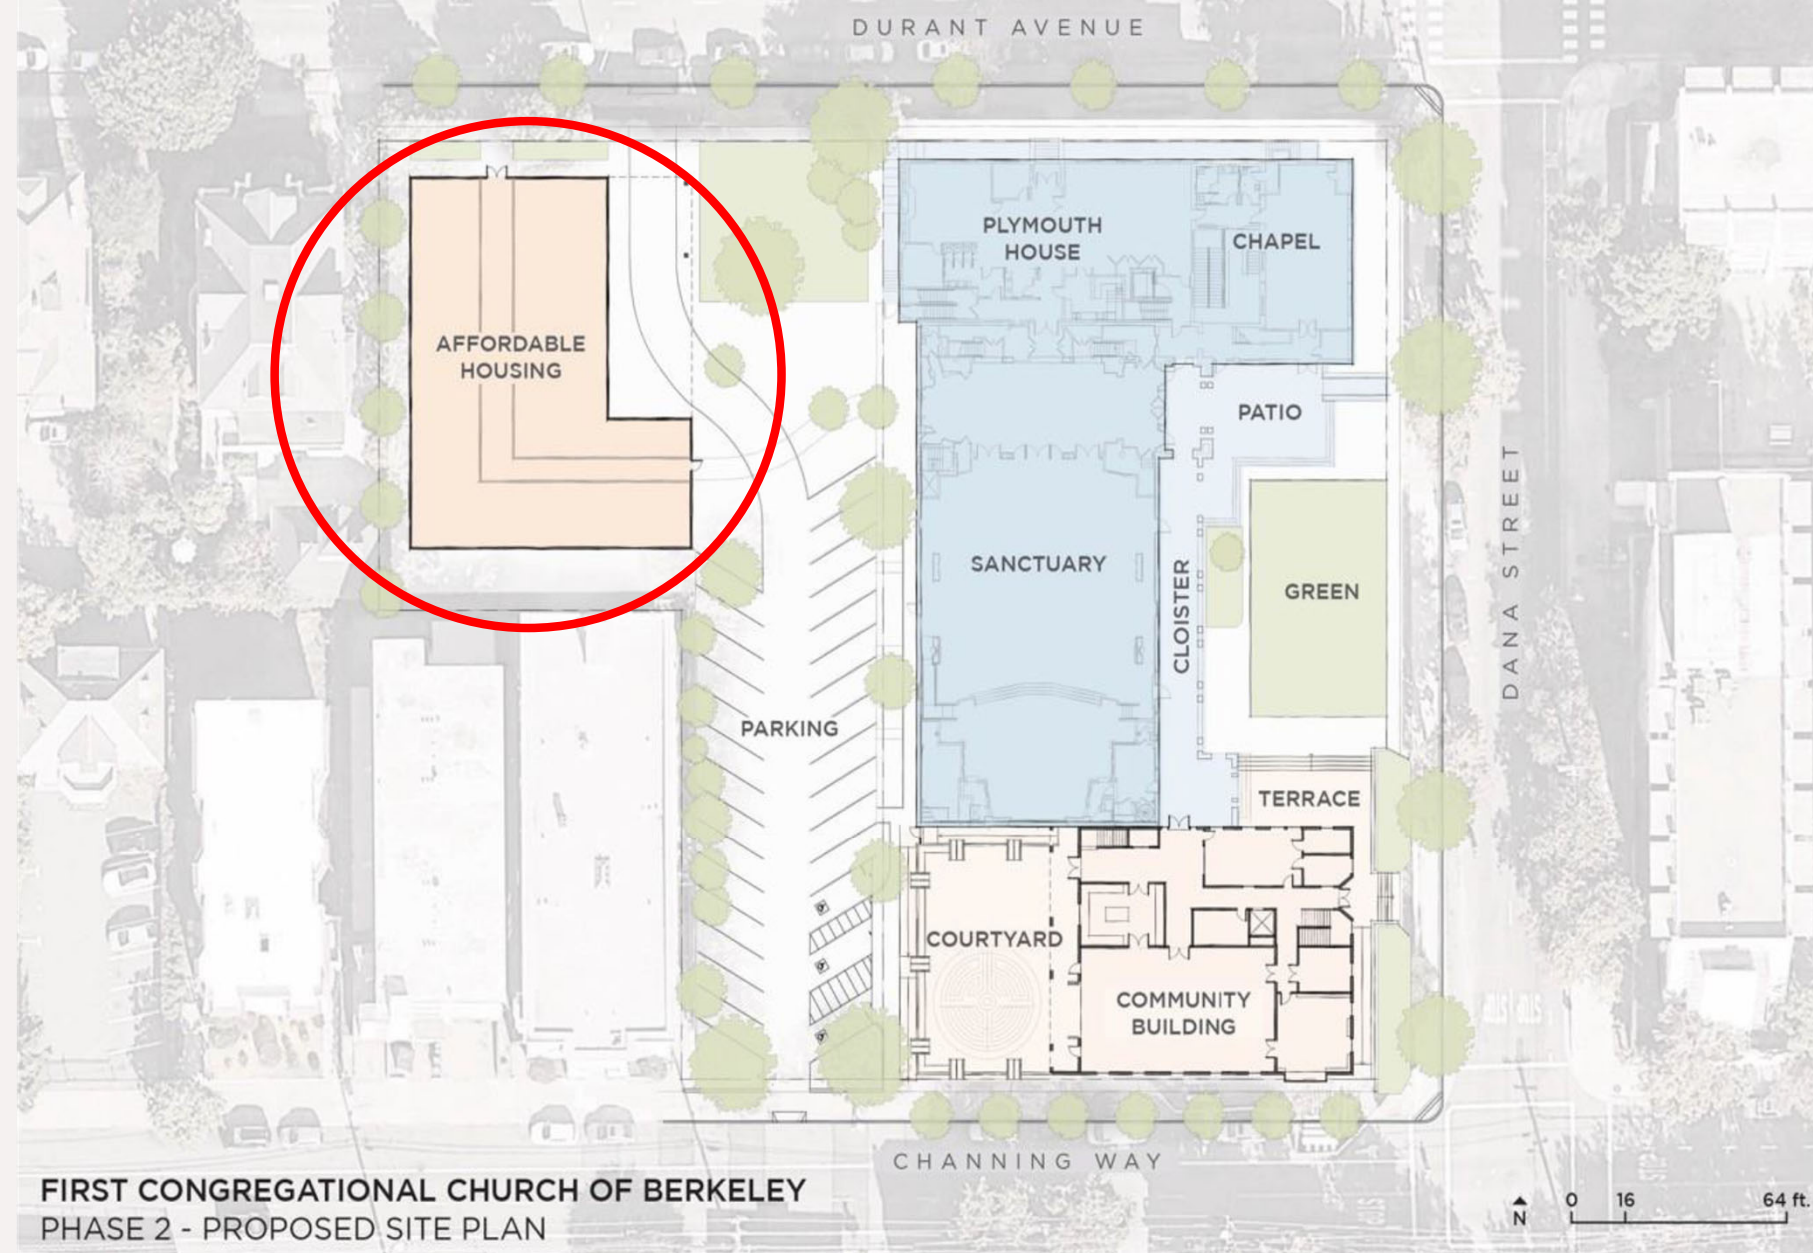 DURANT AVENUE
PLYMOUTH
HOUSE
CHAPEL
AFFORDABLE
HOUSING
PATIO
SANCTUARY
CLOISTER
GREEN
DANA STREET
PARKING
TERRACE
COURTYARD
COMMUNITY
BUILDING
CHANNING WAY
FIRST CONGREGATIONAL CHURCH OF BERKELEY
PHASE 2 - PROPOSED SITE PLAN
N
0 16 64 ft.